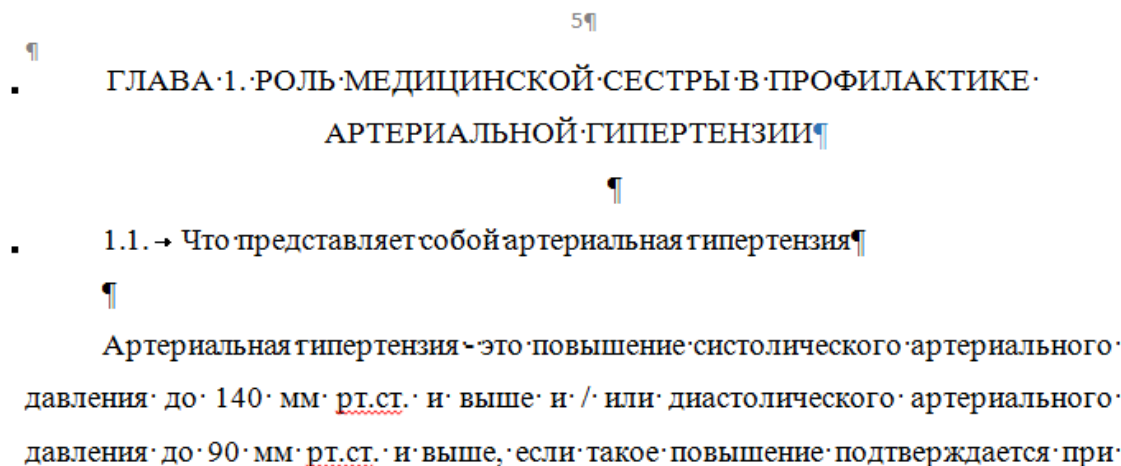 5
ГЛАВА 1. РОЛЬ МЕДИЦИНСКОЙ СЕСТРЫ В ПРОФИЛАКТИКЕ
АРТЕРИАЛЬНОЙ ГИПЕРТЕНЗИИ
1.1. Что представляет собой артериальная гипертензия
Артериальная гипертензия - это повышение систолического артериального
давления до 140 мм рт.ст. и выше и / или диастолического артериального
давления до 90 мм рт.ст. и выше, если такое повышение подтверждается при